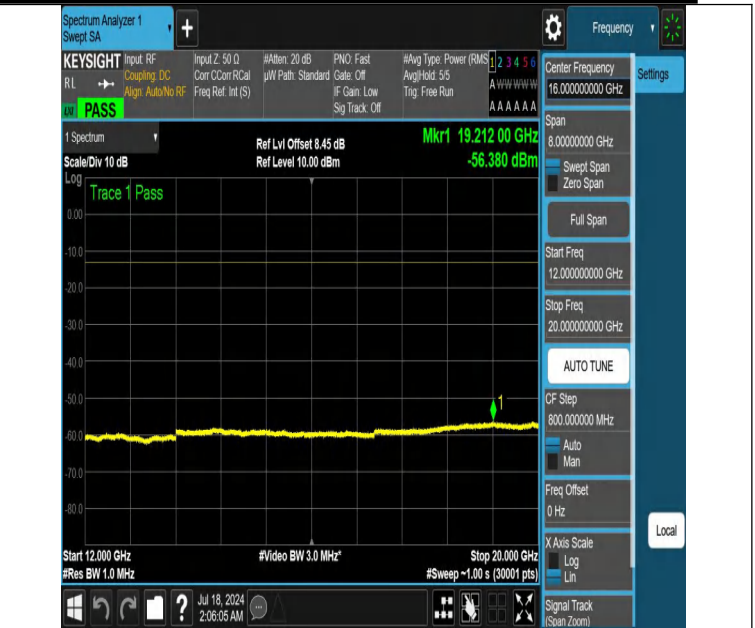 Spectrum Analyzer 1
Swept SA
+
Frequency
KEYSIGHT
RL
PASS
Input: RF
Coupling: DC
Align: Auto/No RF
Input Z: 50 Ω
Corr CCorr RCal
Freq Ref: Int (S)
#Atten: 20 dB
µW Path: Standard
PNO: Fast
Gate: Off
IF Gain: Low
Sig Track: Off
#Avg Type: Power (RMS
Avg|Hold: 5/5
Trig: Free Run
1 2 3 4 5 6
A W W W W W
A A A A A A
1 Spectrum
Scale/Div 10 dB
Ref Lvl Offset 8.45 dB
Ref Level 10.00 dBm
Mkr1 19.212 00 GHz
-56.380 dBm
Log
Trace 1 Pass
0.00
-10.0
-20.0
-30.0
-40.0
-50.0
-60.0
-70.0
-80.0
1
Start 12.000 GHz
#Video BW 3.0 MHz*
Stop 20.000 GHz
#Res BW 1.0 MHz
#Sweep ~1.00 s (30001 pts)
?
Jul 18, 2024
2:06:05 AM
Settings
Center Frequency
16.000000000 GHz
Span
8.00000000 GHz
Swept Span
Zero Span
Full Span
Start Freq
12.000000000 GHz
Stop Freq
20.000000000 GHz
AUTO TUNE
CF Step
800.000000 MHz
Auto
Man
Freq Offset
0 Hz
X Axis Scale
Log
Lin
Signal Track
(Span Zoom)
Local